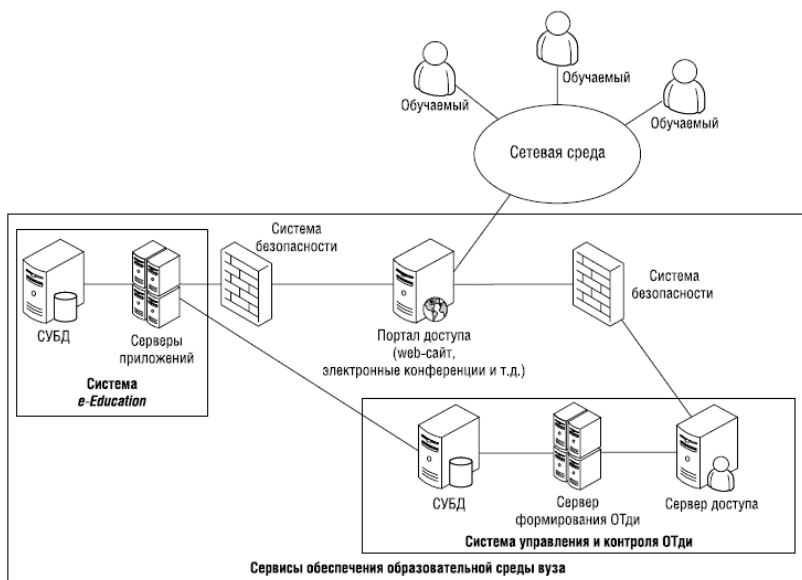 Обучаемый
Обучаемый
Обучаемый
Сетевая среда
Система
безопасности
Система
безопасности
СУБД
Серверы
приложений
Портал доступа
(web-сайт,
электронные конференции и т.д.)
Система
e-Education
СУБД
Сервер
формирования ОТди
Сервер доступа
Система управления и контроля ОТди
Сервисы обеспечения образовательной среды вуза